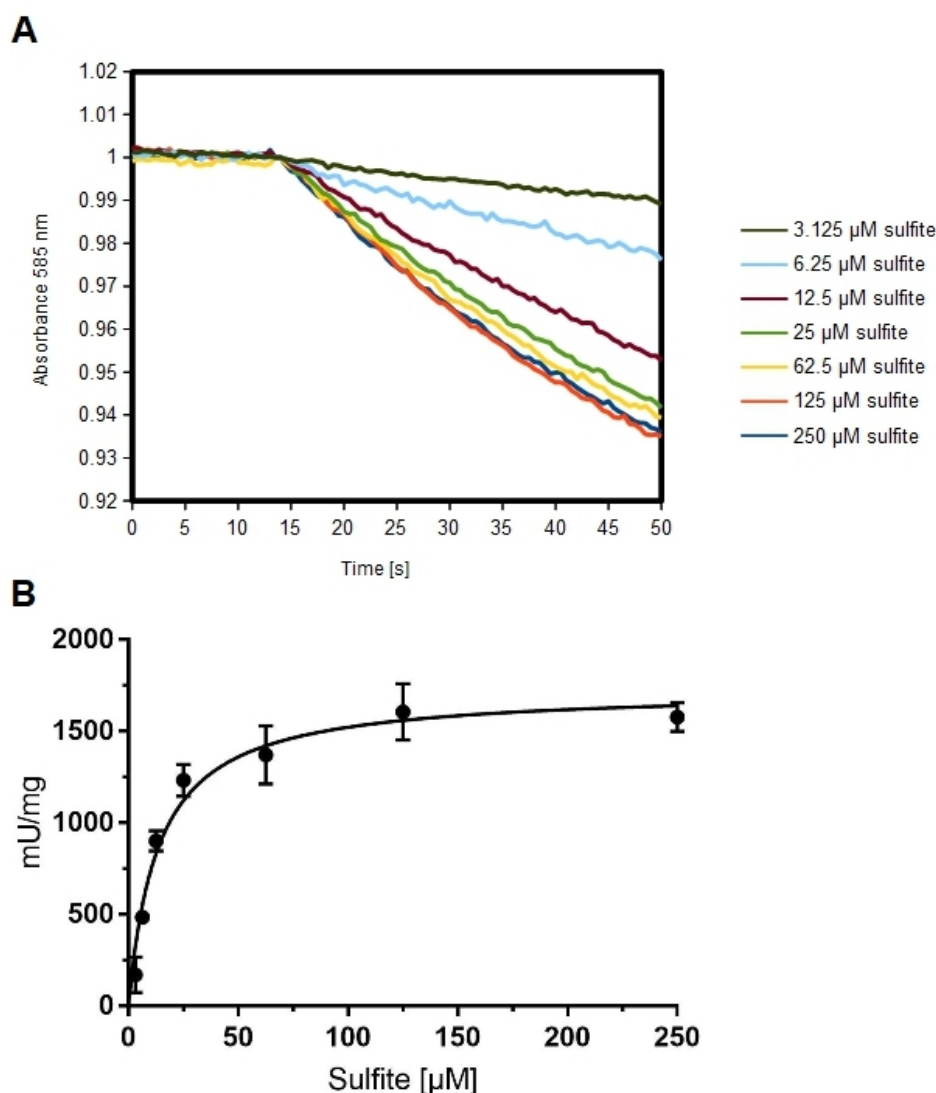 A
1.02
1.01
1
0.99
0.98
0.97
0.96
0.95
0.94
0.93
0.92
Absorbance 585 nm
0 5 10 15 20 25 30 35 40 45 50
Time [s]
3.125 µM sulfite
6.25 µM sulfite
12.5 µM sulfite
25 µM sulfite
62.5 µM sulfite
125 µM sulfite
250 µM sulfite
B
2000
1500
1000
500
0
mU/mg
0 50 100 150 200 250
Sulfite [µM]